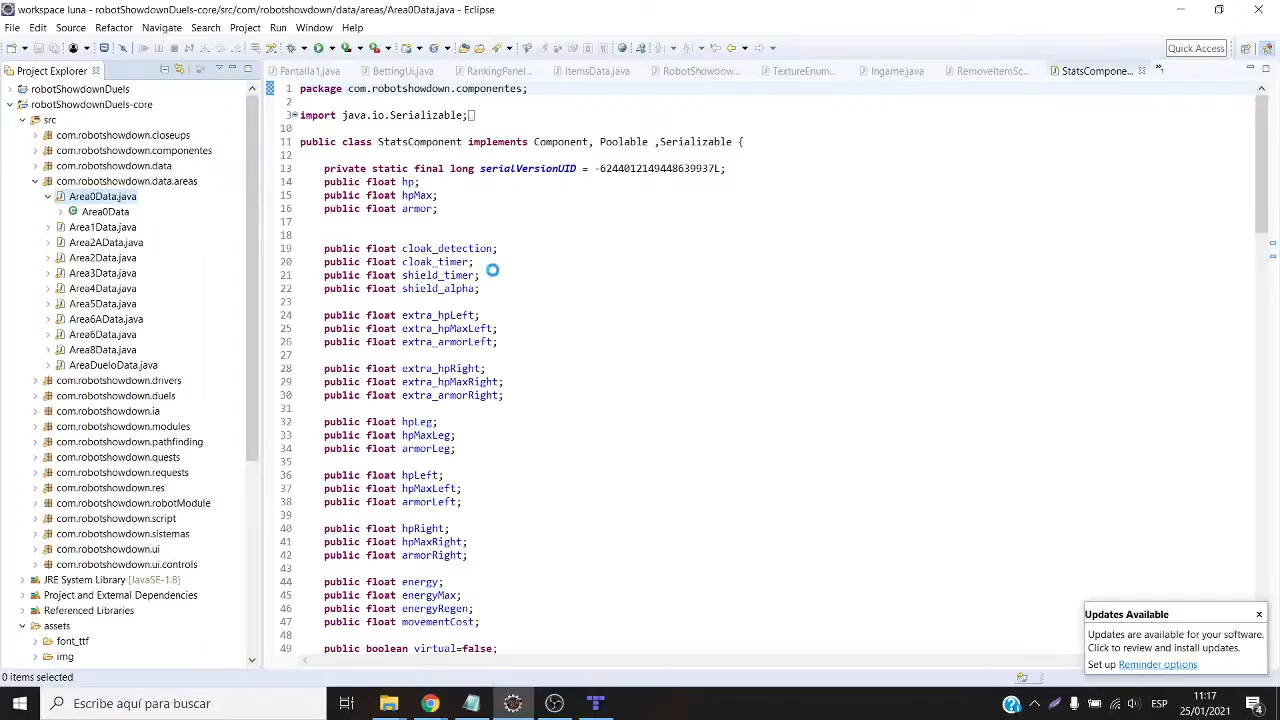 workspace luna - robotShowdownDuels-core/src/com/robotshowdown/data/areas/Area0Data.java - Eclipse
File Edit Source Refactor Navigate Search Project Run Window Help
Quick Access
Project Explorer
Pantalla1.java
BettingUi.java
RankingPanel...
ItemsData.java
RobotShowdow...
TextureEnum...
Ingame.java
RemoveItemSc...
StatsCompone...
robotShowdownDuels
robotShowdownDuels-core
src
com.robotshowdown.closeups
com.robotshowdown.componentes
com.robotshowdown.data
com.robotshowdown.data.areas
Area0Data.java
Area0Data
Area1Data.java
Area2AData.java
Area2Data.java
Area3Data.java
Area4Data.java
Area5Data.java
Area6AData.java
Area6Data.java
Area8Data.java
AreaDueloData.java
com.robotshowdown.drivers
com.robotshowdown.duels
com.robotshowdown.ia
com.robotshowdown.modules
com.robotshowdown.pathfinding
com.robotshowdown.quests
com.robotshowdown.requests
com.robotshowdown.res
com.robotshowdown.robotModule
com.robotshowdown.script
com.robotshowdown.sistemas
com.robotshowdown.ui
com.robotshowdown.ui.controls
JRE System Library [JavaSE-1.8]
Project and External Dependencies
Referenced Libraries
assets
font_ttf
img
1 package com.robotshowdown.componentes;
2
3 import java.io.Serializable;
10
11 public class StatsComponent implements Component, Poolable ,Serializable {
12
13 private static final long serialVersionUID = -6244012149448639937L;
14 public float hp;
15 public float hpMax;
16 public float armor;
17
18
19 public float cloak_detection;
20 public float cloak_timer;
21 public float shield_timer;
22 public float shield_alpha;
23
24 public float extra_hpLeft;
25 public float extra_hpMaxLeft;
26 public float extra_armorLeft;
27
28 public float extra_hpRight;
29 public float extra_hpMaxRight;
30 public float extra_armorRight;
31
32 public float hpLeg;
33 public float hpMaxLeg;
34 public float armorLeg;
35
36 public float hpLeft;
37 public float hpMaxLeft;
38 public float armorLeft;
39
40 public float hpRight;
41 public float hpMaxRight;
42 public float armorRight;
43
44 public float energy;
45 public float energyMax;
46 public float energyRegen;
47 public float movementCost;
48
49 public boolean virtual=false;
Updates Available
Updates are available for your software.
Click to review and install updates.
Set up Reminder options
0 items selected
Escribe aquí para buscar
ESP
11:17
25/01/2021
4